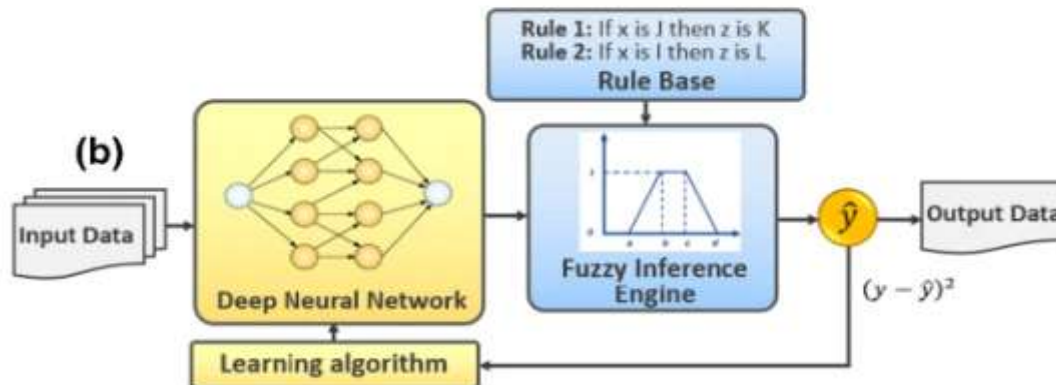 Rule 1: If x is J then z is K
Rule 2: If x is I then z is L
Rule Base
(b)
Input Data
Deep Neural Network
a b c d
Fuzzy Inference
Engine
ŷ
Output Data
(y − ŷ)²
Learning algorithm